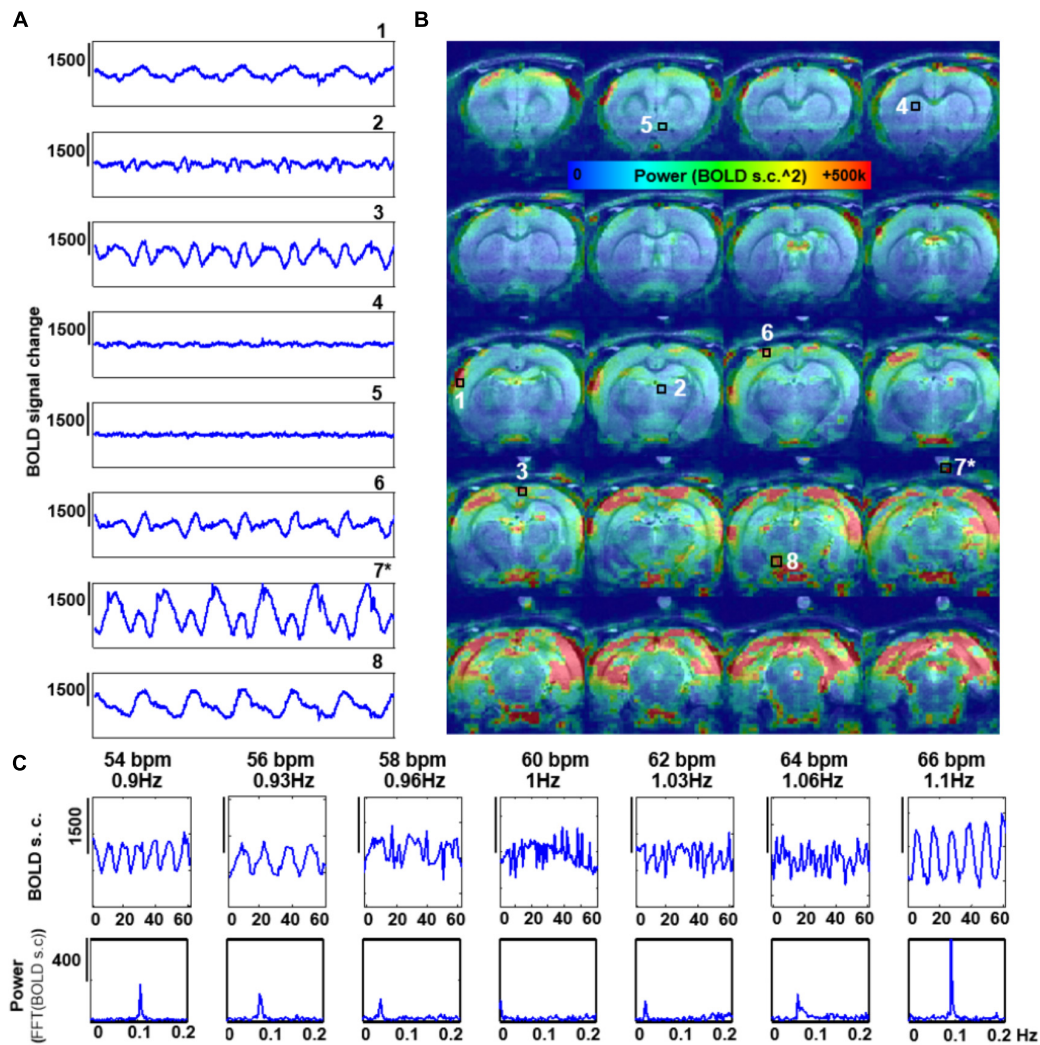 A
1
1500
2
1500
3
1500
4
1500
5
1500
6
1500
7*
1500
8
1500
BOLD signal change
B
4
5
0 Power (BOLD s.c.^2) +500k
6
1
2
3
7*
8
C
54 bpm 56 bpm 58 bpm 60 bpm 62 bpm 64 bpm 66 bpm
0.9Hz 0.93Hz 0.96Hz 1Hz 1.03Hz 1.06Hz 1.1Hz
BOLD s. c.
1500
0 20 40 60 0 20 40 60 0 20 40 60 0 20 40 60 0 20 40 60 0 20 40 60 0 20 40 60
Power
(FFT(BOLD s.c))
400
0 0.1 0.2 0 0.1 0.2 0 0.1 0.2 0 0.1 0.2 0 0.1 0.2 0 0.1 0.2 0 0.1 0.2 Hz